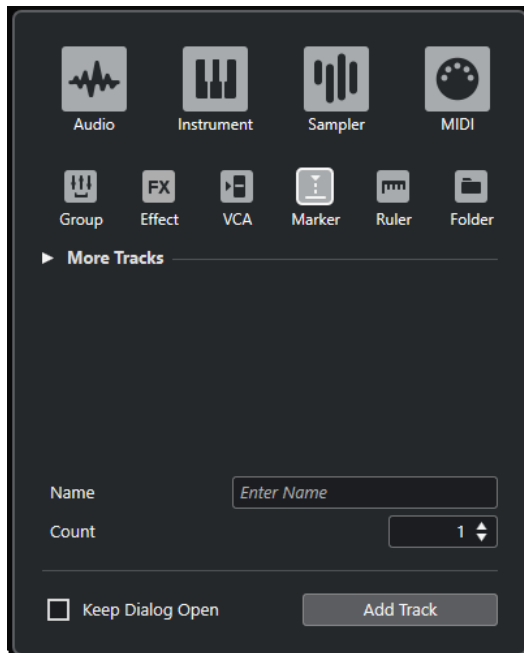 Audio Instrument Sampler MIDI
FX
Group Effect VCA Marker Ruler Folder
More Tracks
Name Enter Name
Count 1
Keep Dialog Open Add Track